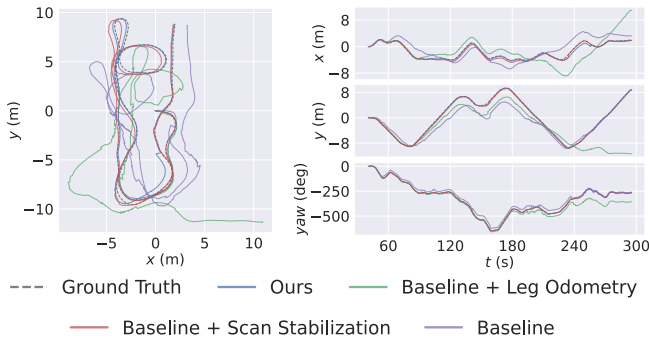 10
5
0
−5
−10
y (m)
−5 0 5 10
x (m)
8
0
−8
x (m)
8
0
−8
y (m)
0
−250
−500
yaw (deg)
60 120 180 240 300
t (s)
Ground Truth Ours Baseline + Leg Odometry
Baseline + Scan Stabilization Baseline